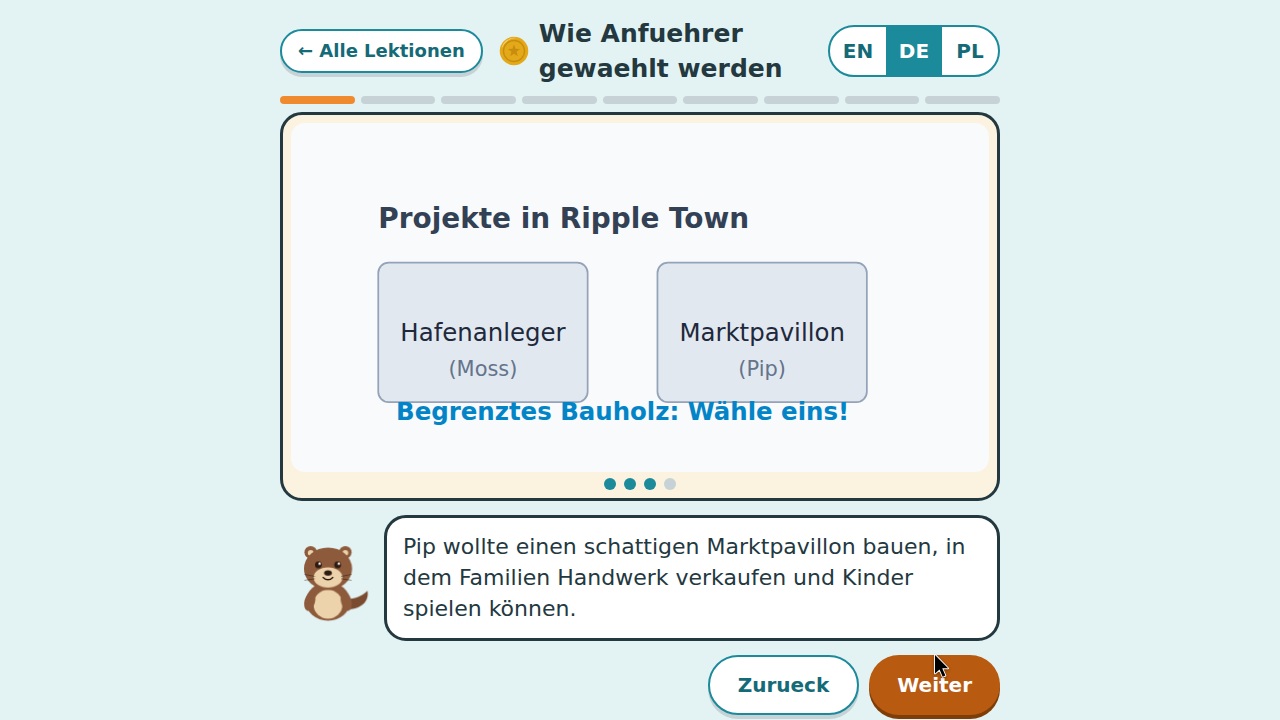 ← Alle Lektionen
Wie Anfuehrer
gewaehlt werden
EN DE PL
Projekte in Ripple Town
Hafenanleger
(Moss)
Marktpavillon
(Pip)
Begrenztes Bauholz: Wähle eins!
Pip wollte einen schattigen Marktpavillon bauen, in
dem Familien Handwerk verkaufen und Kinder
spielen können.
Zurueck
Weiter